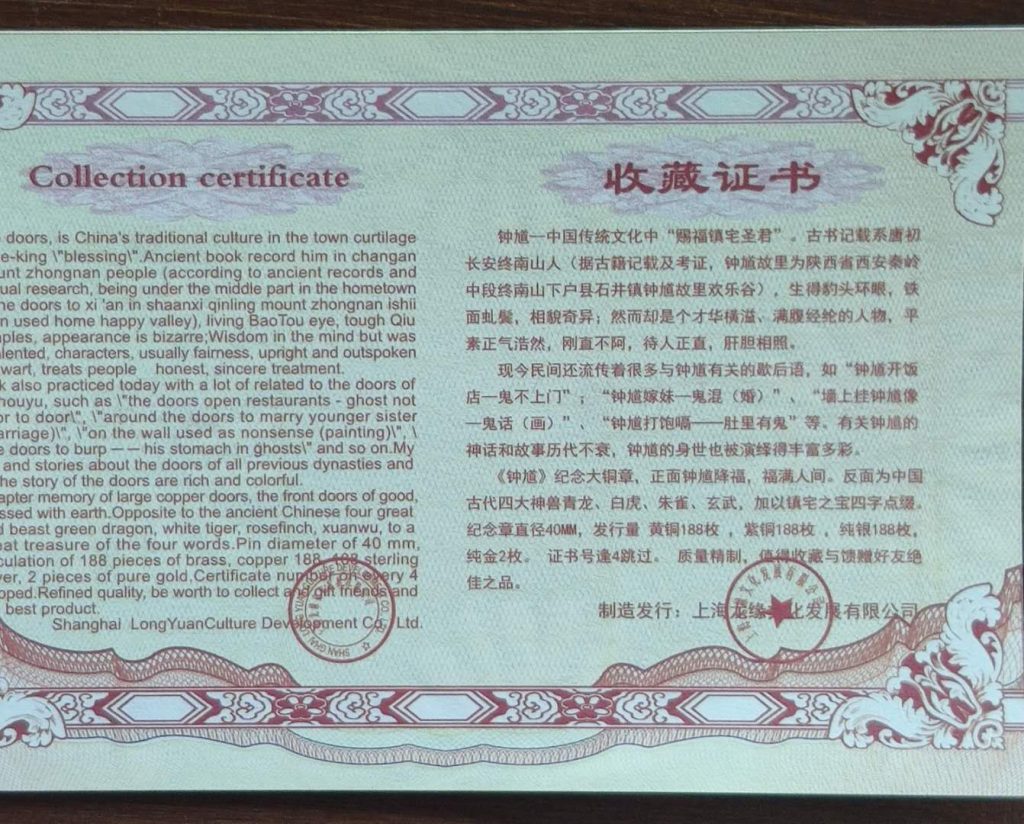 Collection certificate
doors, is China's traditional culture in the town curtilage
e-king \"blessing\".Ancient book record him in changan
unt zhongnan people (according to ancient records and
ual research, being under the middle part in the hometown
he doors to xi 'an in shaanxi qinling mount zhongnan ishii
n used home happy valley), living BaoTou eye, tough Qiu
ples, appearance is bizarre;Wisdom in the mind but was
lented, characters, usually fairness, upright and outspoken
wart, treats people honest, sincere treatment.
k also practiced today with a lot of related to the doors of
houyu, such as \"the doors open restaurants - ghost not
or to door\", \"around the doors to marry younger sister
arriage)\", \"on the wall used as nonsense (painting)\", \
e doors to burp——his stomach in ghosts\" and so on.My
and stories about the doors of all previous dynasties and
he story of the doors are rich and colorful.
apter memory of large copper doors, the front doors of good,
ssed with earth.Opposite to the ancient Chinese four great
d beast green dragon, white tiger, rosefinch, xuanwu, to a
eat treasure of the four words.Pin diameter of 40 mm,
culation of 188 pieces of brass, copper 188, 188 sterling
ver, 2 pieces of pure gold.Certificate number on every 4
pped.Refined quality, be worth to collect and gift friends and
best product.
Shanghai LongYuanCulture Development Co., Ltd.
收藏证书
钟馗一中国传统文化中“赐福镇宅圣君”。古书记载系唐初
长安终南山人（据古籍记载及考证，钟馗故里为陕西省西安秦岭
中段终南山下户县石井镇钟馗故里欢乐谷），生得豹头环眼，铁
面虬鬓，相貌奇异；然而却是个才华横溢、满腹经纶的人物，平
素正气浩然，刚直不阿，待人正直，肝胆相照。
现今民间还流传着很多与钟馗有关的歇后语，如“钟馗开饭
店一鬼不上门”；“钟馗嫁妹一鬼混（婚）”、“墙上挂钟馗像
一鬼话（画）”、“钟馗打饱嗝——肚里有鬼”等。有关钟馗的
神话和故事历代不衰，钟馗的身世也被演绎得丰富多彩。
《钟馗》纪念大铜章，正面钟馗降福，福满人间。反面为中国
古代四大神兽青龙、白虎、朱雀、玄武，加以镇宅之宝四字点缀。
纪念章直径40MM，发行量 黄铜188枚，紫铜188枚，纯银188枚，
纯金2枚。 证书号逢4跳过。 质量精制，值得收藏与馈赠好友绝
佳之品。
制造发行：上海龙缘文化发展有限公司